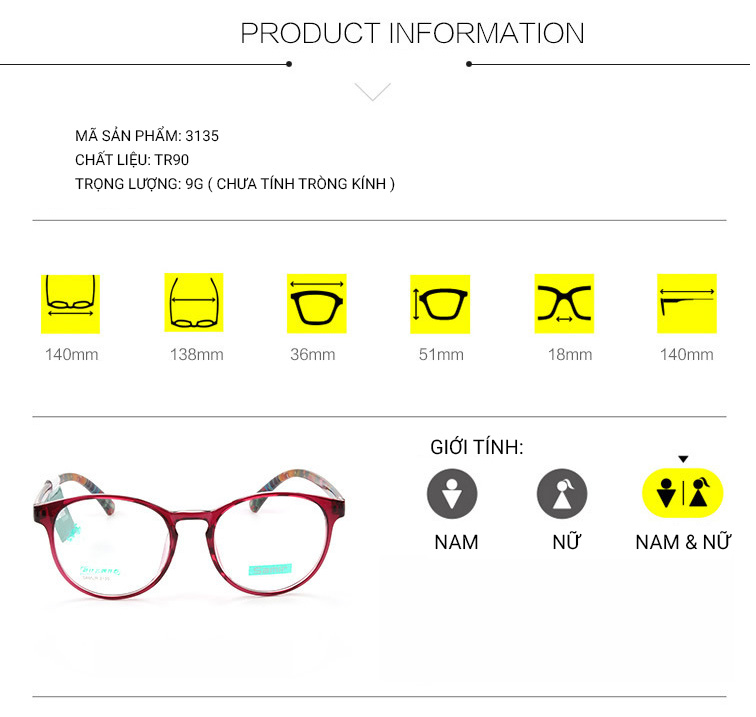 PRODUCT INFORMATION
MÃ SẢN PHẨM: 3135
CHẤT LIỆU: TR90
TRỌNG LƯỢNG: 9G ( CHƯA TÍNH TRÒNG KÍNH )
140mm 138mm 36mm 51mm 18mm 140mm
GIỚI TÍNH:
NAM NỮ NAM & NỮ